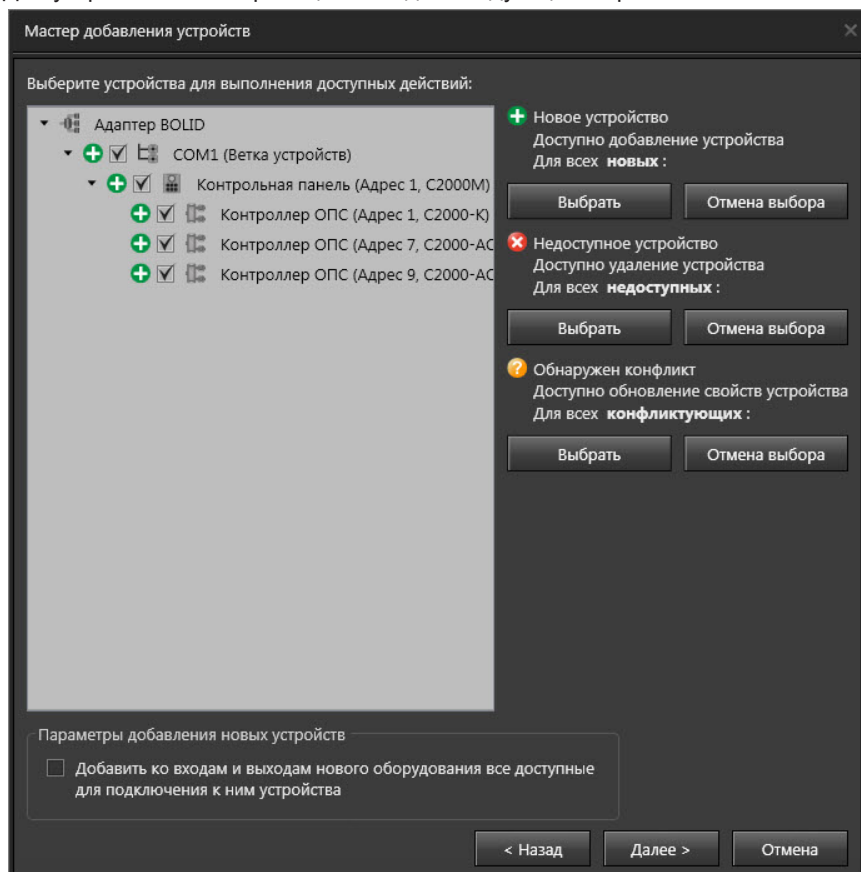 Мастер добавления устройств
Выберите устройства для выполнения доступных действий:
Адаптер BOLID
COM1 (Ветка устройств)
Контрольная панель (Адрес 1, C2000M)
Контроллер ОПС (Адрес 1, C2000-К)
Контроллер ОПС (Адрес 7, C2000-АС
Контроллер ОПС (Адрес 9, C2000-АС
Новое устройство
Доступно добавление устройства
Для всех новых :
Выбрать
Отмена выбора
Недоступное устройство
Доступно удаление устройства
Для всех недоступных :
Выбрать
Отмена выбора
Обнаружен конфликт
Доступно обновление свойств устройства
Для всех конфликтующих :
Выбрать
Отмена выбора
Параметры добавления новых устройств
Добавить ко входам и выходам нового оборудования все доступные
для подключения к ним устройства
< Назад
Далее >
Отмена